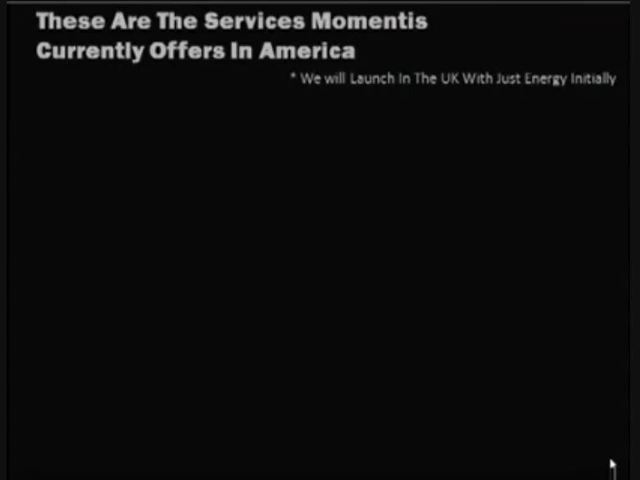 These Are The Services Momentis
Currently Offers In America
* We will Launch In The UK With Just Energy Initially